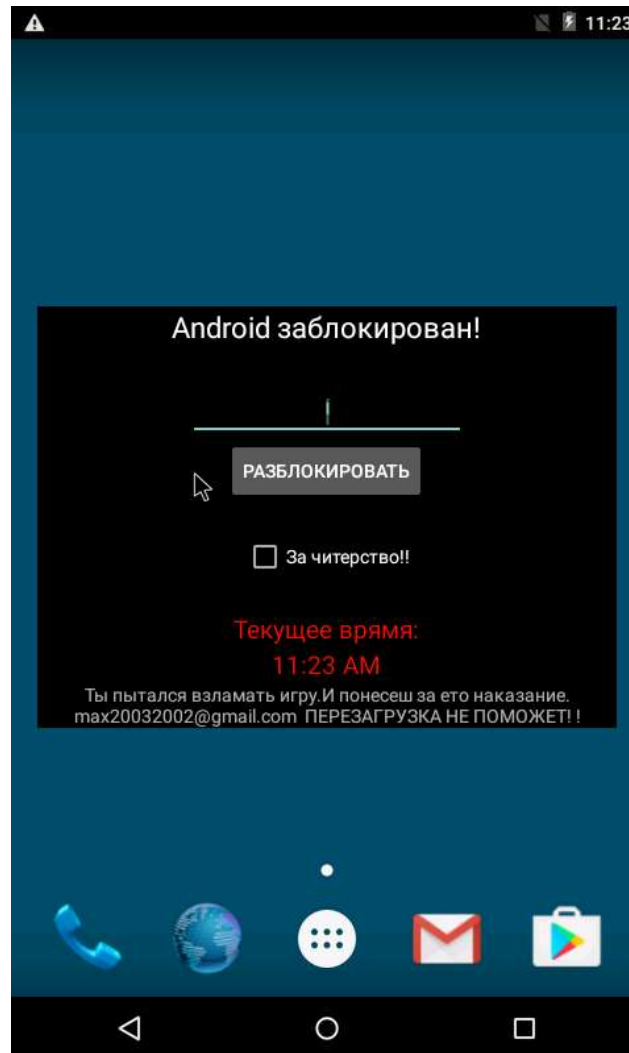 11:23
Android заблокирован!
РАЗБЛОКИРОВАТЬ
За читерство!!
Текущее врямя:
11:23 AM
Ты пытался взламать игру.И понесеш за ето наказание.
max20032002@gmail.com ПЕРЕЗАГРУЗКА НЕ ПОМОЖЕТ! !